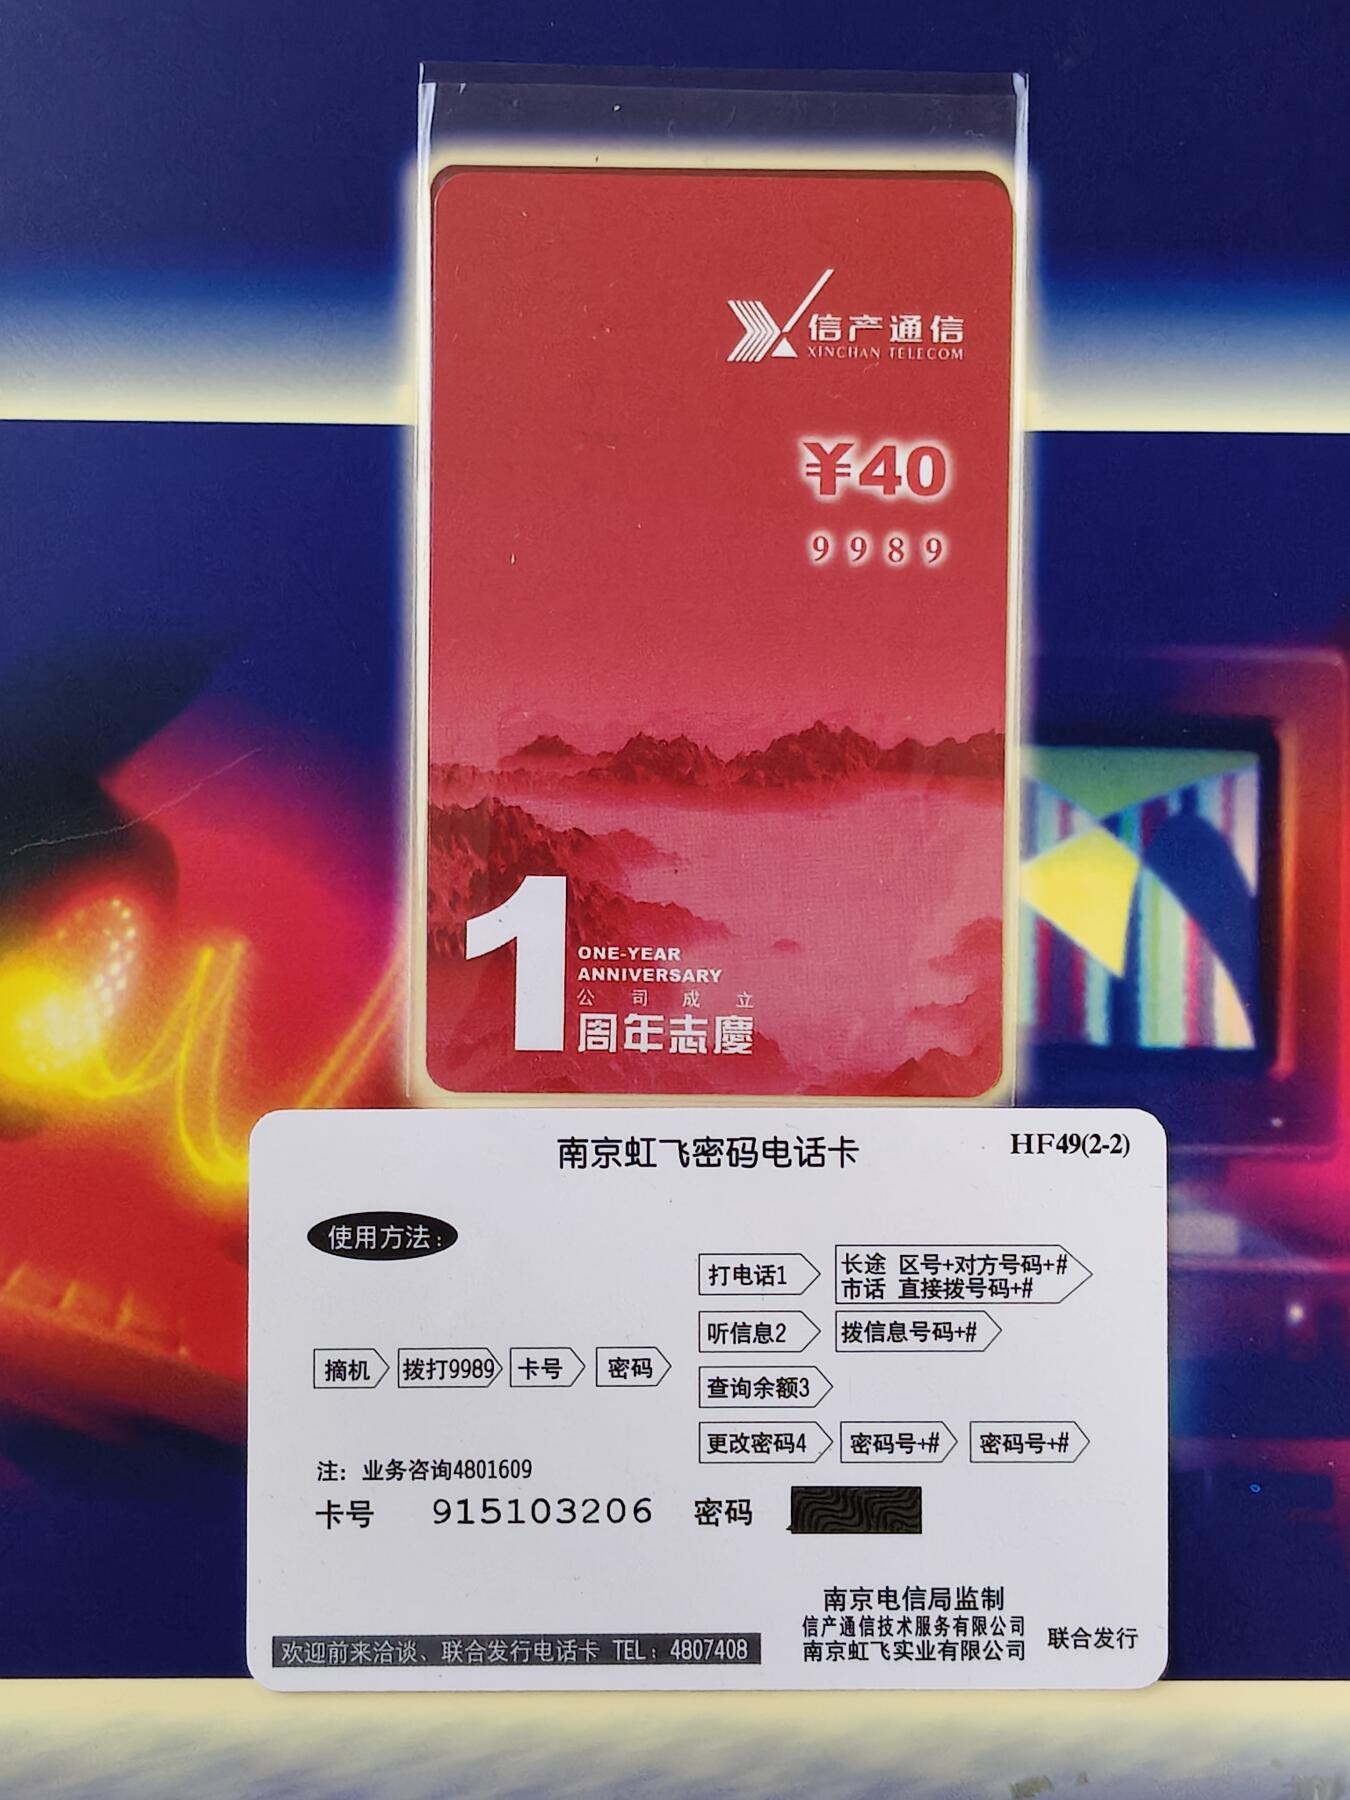 信产通信
XINCHAN TELECOM
¥40
9989
1
ONE-YEAR
ANNIVERSARY
公司成立
周年志慶
南京虹飞密码电话卡
HF49(2-2)
使用方法：
摘机
拨打9989
卡号
密码
打电话1
长途 区号+对方号码+#
市话 直接拨号码+#
听信息2
拨信息号码+#
查询余额3
更改密码4
密码号+#
密码号+#
注：业务咨询4801609
卡号 915103206 密码
南京电信局监制
信产通信技术服务有限公司
南京虹飞实业有限公司
联合发行
欢迎前来洽谈、联合发行电话卡 TEL：4807408